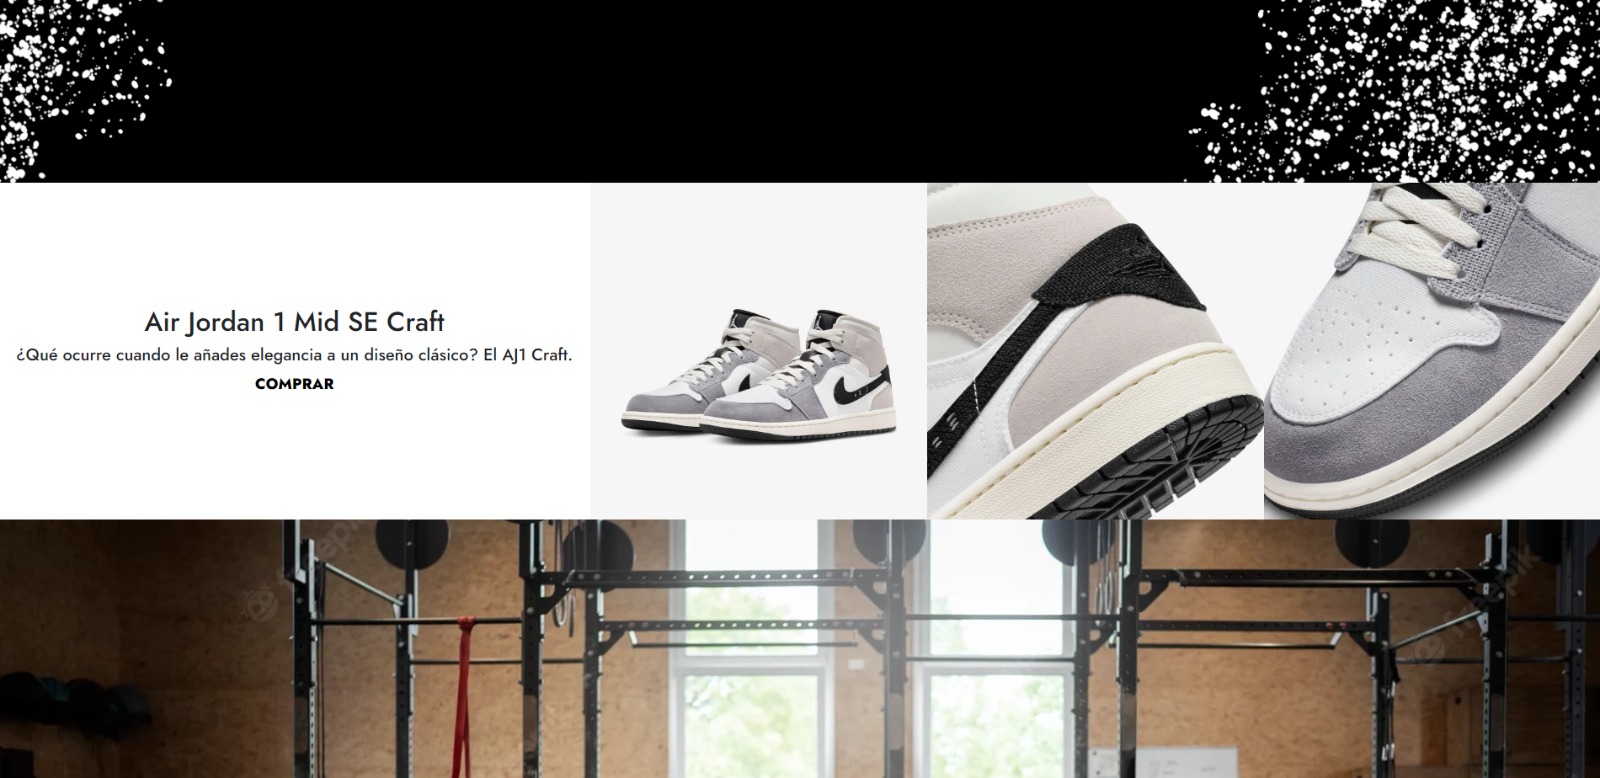 Air Jordan 1 Mid SE Craft
¿Qué ocurre cuando le añades elegancia a un diseño clásico? El AJ1 Craft.
COMPRAR